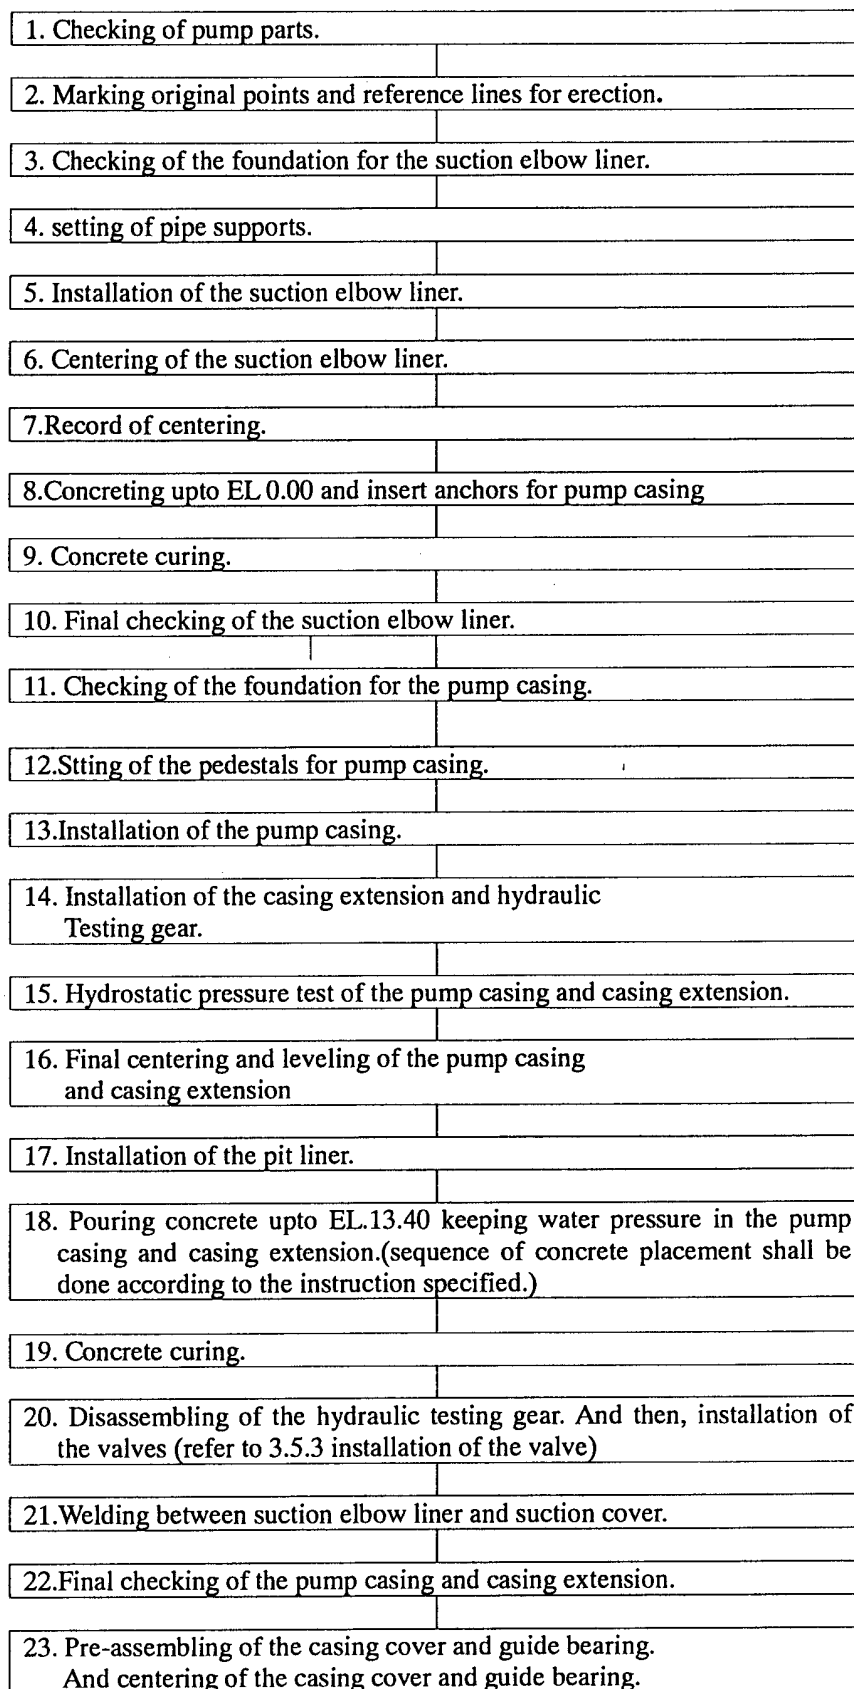 1. Checking of pump parts.
2. Marking original points and reference lines for erection.
3. Checking of the foundation for the suction elbow liner.
4. setting of pipe supports.
5. Installation of the suction elbow liner.
6. Centering of the suction elbow liner.
7.Record of centering.
8.Concreting upto EL 0.00 and insert anchors for pump casing
9. Concrete curing.
10. Final checking of the suction elbow liner.
11. Checking of the foundation for the pump casing.
12.Stting of the pedestals for pump casing.
13.Installation of the pump casing.
14. Installation of the casing extension and hydraulic
Testing gear.
15. Hydrostatic pressure test of the pump casing and casing extension.
16. Final centering and leveling of the pump casing
and casing extension
17. Installation of the pit liner.
18. Pouring concrete upto EL.13.40 keeping water pressure in the pump
casing and casing extension.(sequence of concrete placement shall be
done according to the instruction specified.)
19. Concrete curing.
20. Disassembling of the hydraulic testing gear. And then, installation of
the valves (refer to 3.5.3 installation of the valve)
21.Welding between suction elbow liner and suction cover.
22.Final checking of the pump casing and casing extension.
23. Pre-assembling of the casing cover and guide bearing.
And centering of the casing cover and guide bearing.